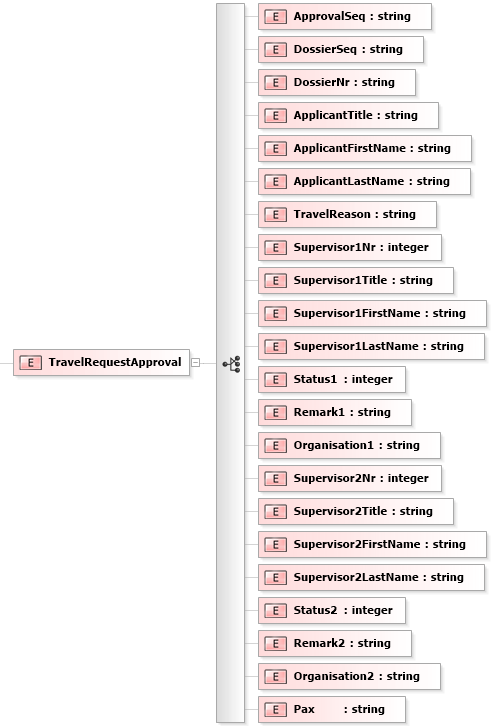 E ApprovalSeq : string
E DossierSeq : string
E DossierNr : string
E ApplicantTitle : string
E ApplicantFirstName : string
E ApplicantLastName : string
E TravelReason : string
E Supervisor1Nr : integer
E Supervisor1Title : string
E Supervisor1FirstName : string
E Supervisor1LastName : string
E TravelRequestApproval
E Status1 : integer
E Remark1 : string
E Organisation1 : string
E Supervisor2Nr : integer
E Supervisor2Title : string
E Supervisor2FirstName : string
E Supervisor2LastName : string
E Status2 : integer
E Remark2 : string
E Organisation2 : string
E Pax : string